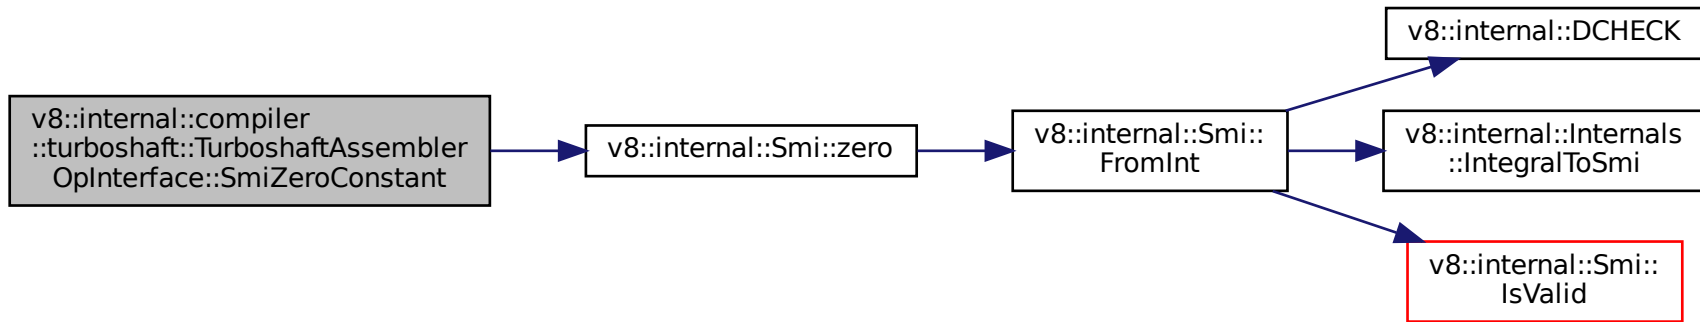 v8::internal::compiler
::turboshaft::TurboshaftAssembler
OpInterface::SmiZeroConstant
v8::internal::Smi::zero
v8::internal::Smi::
FromInt
v8::internal::DCHECK
v8::internal::Internals
::IntegralToSmi
v8::internal::Smi::
IsValid